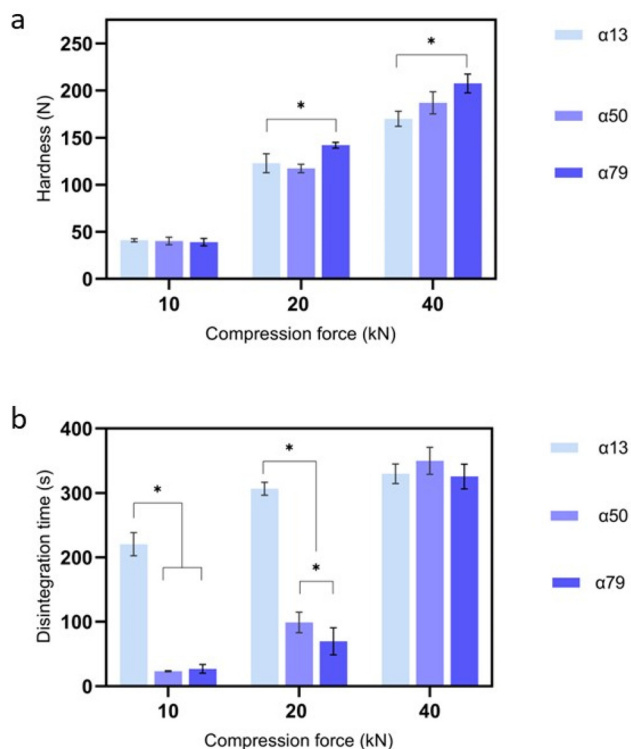 a
250
200
150
100
50
0
Hardness (N)
*
*
10 20 40
Compression force (kN)
α13
α50
α79
b
400
300
200
100
0
Disintegration time (s)
*
*
*
10 20 40
Compression force (kN)
α13
α50
α79